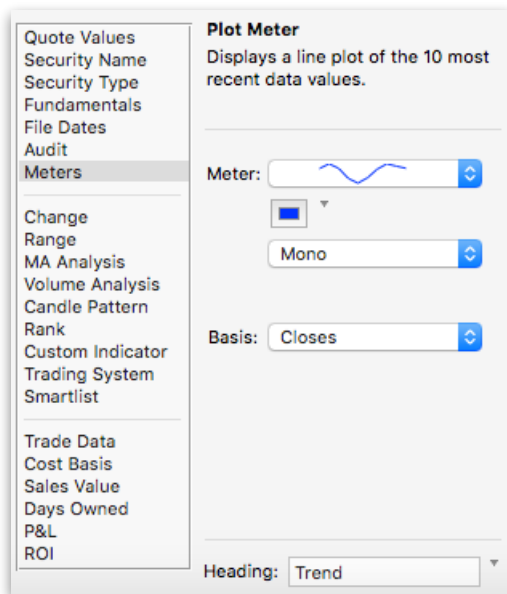 Quote Values
Security Name
Security Type
Fundamentals
File Dates
Audit
Meters
Change
Range
MA Analysis
Volume Analysis
Candle Pattern
Rank
Custom Indicator
Trading System
Smartlist
Trade Data
Cost Basis
Sales Value
Days Owned
P&L
ROI
Plot Meter
Displays a line plot of the 10 most
recent data values.
Meter:
Mono
Basis: Closes
Heading: Trend